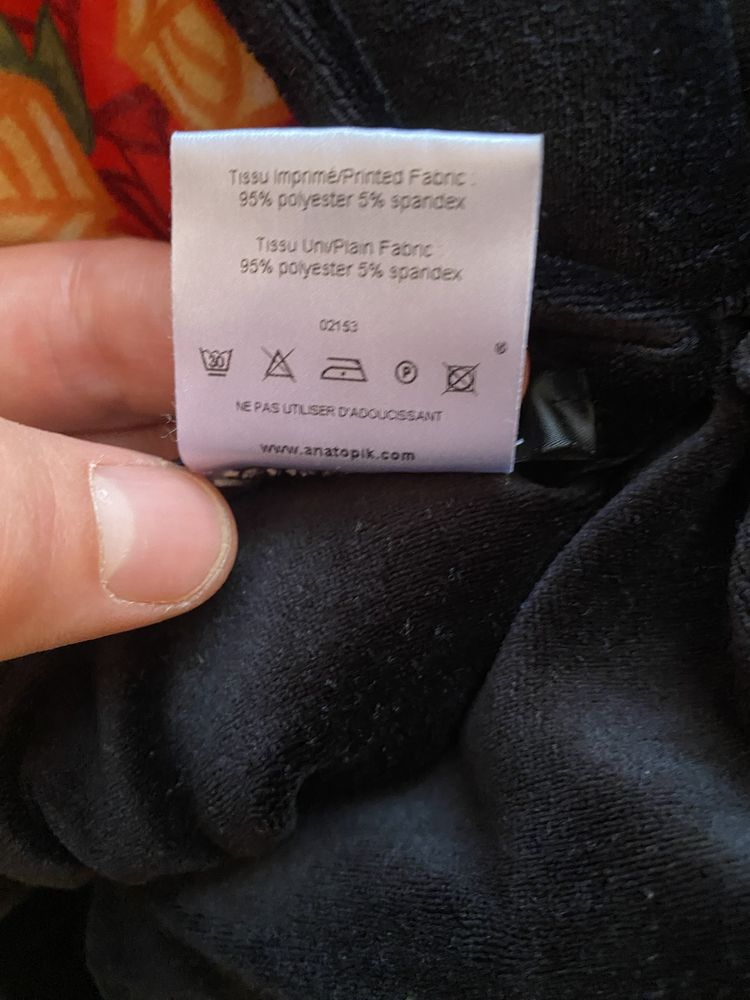 Tissu Imprimé/Printed Fabric :
95% polyester 5% spandex
Tissu Uni/Plain Fabric :
95% polyester 5% spandex
02153
30 P ®
NE PAS UTILISER D'ADOUCISSANT
www.anatopik.com